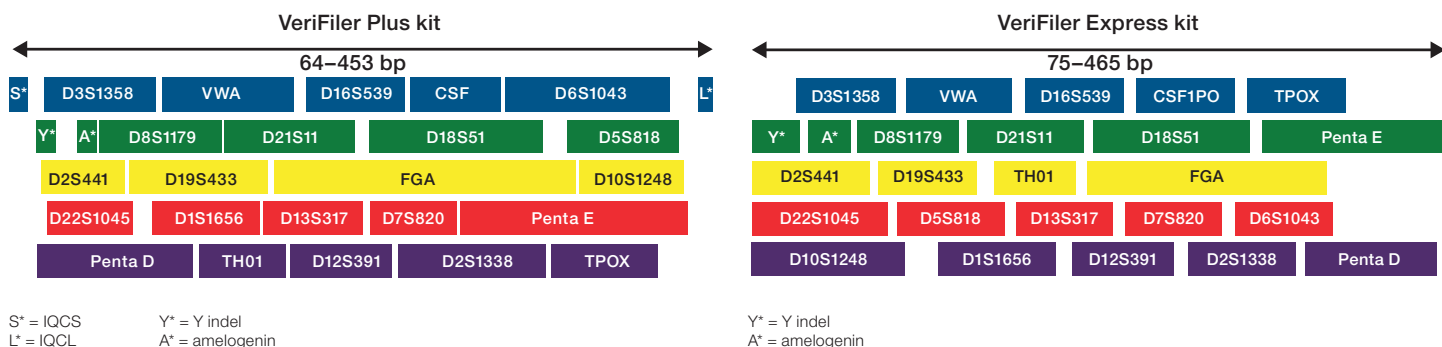 VeriFiler Plus kit
64–453 bp
S* D3S1358 VWA D16S539 CSF D6S1043 L*
Y* A* D8S1179 D21S11 D18S51 D5S818
D2S441 D19S433 FGA D10S1248
D22S1045 D1S1656 D13S317 D7S820 Penta E
Penta D TH01 D12S391 D2S1338 TPOX
S* = IQCS Y* = Y indel
L* = IQCL A* = amelogenin
VeriFiler Express kit
75–465 bp
D3S1358 VWA D16S539 CSF1PO TPOX
Y* A* D8S1179 D21S11 D18S51 Penta E
D2S441 D19S433 TH01 FGA
D22S1045 D5S818 D13S317 D7S820 D6S1043
D10S1248 D1S1656 D12S391 D2S1338 Penta D
Y* = Y indel
A* = amelogenin